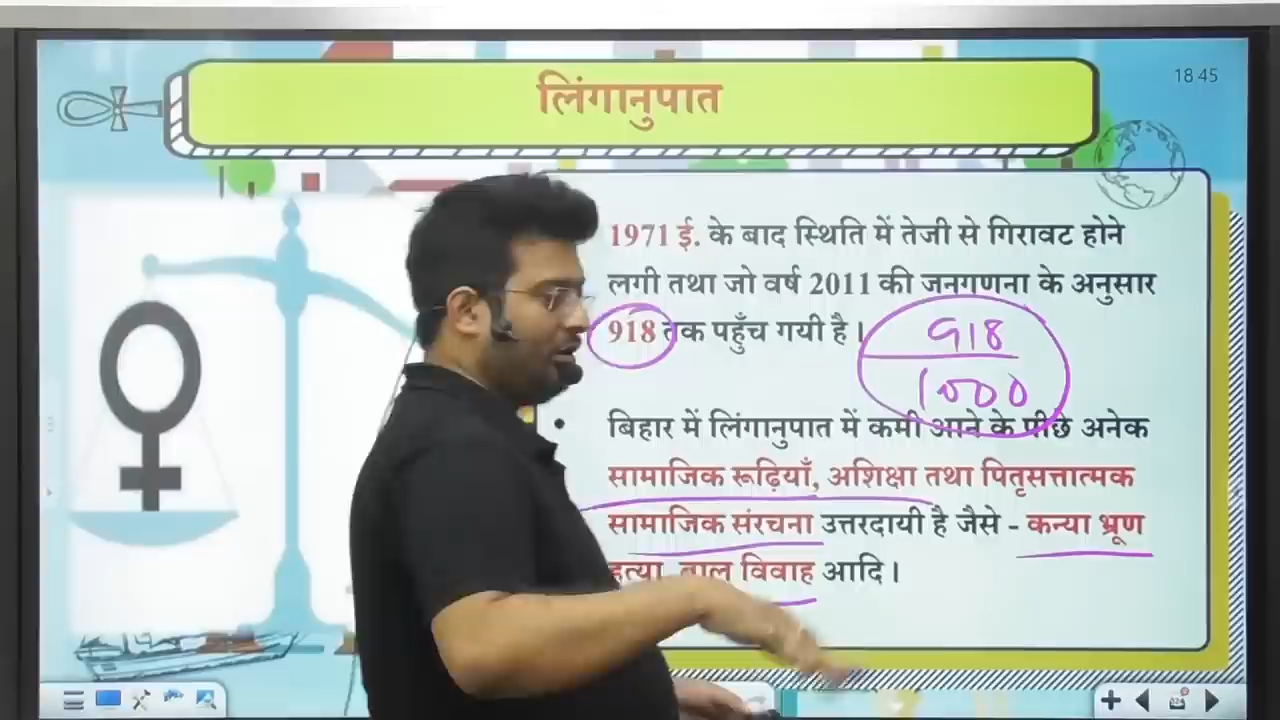 18 45
लिंगानुपात
1971 ई. के बाद स्थिति में तेजी से गिरावट होने
लगी तथा जो वर्ष 2011 की जनगणना के अनुसार
918 तक पहुँच गयी है।
918
1000
• बिहार में लिंगानुपात में कमी आने के पीछे अनेक
सामाजिक रूढ़ियाँ, अशिक्षा तथा पितृसत्तात्मक
सामाजिक संरचना उत्तरदायी है जैसे - कन्या भ्रूण
हत्या, बाल विवाह आदि।